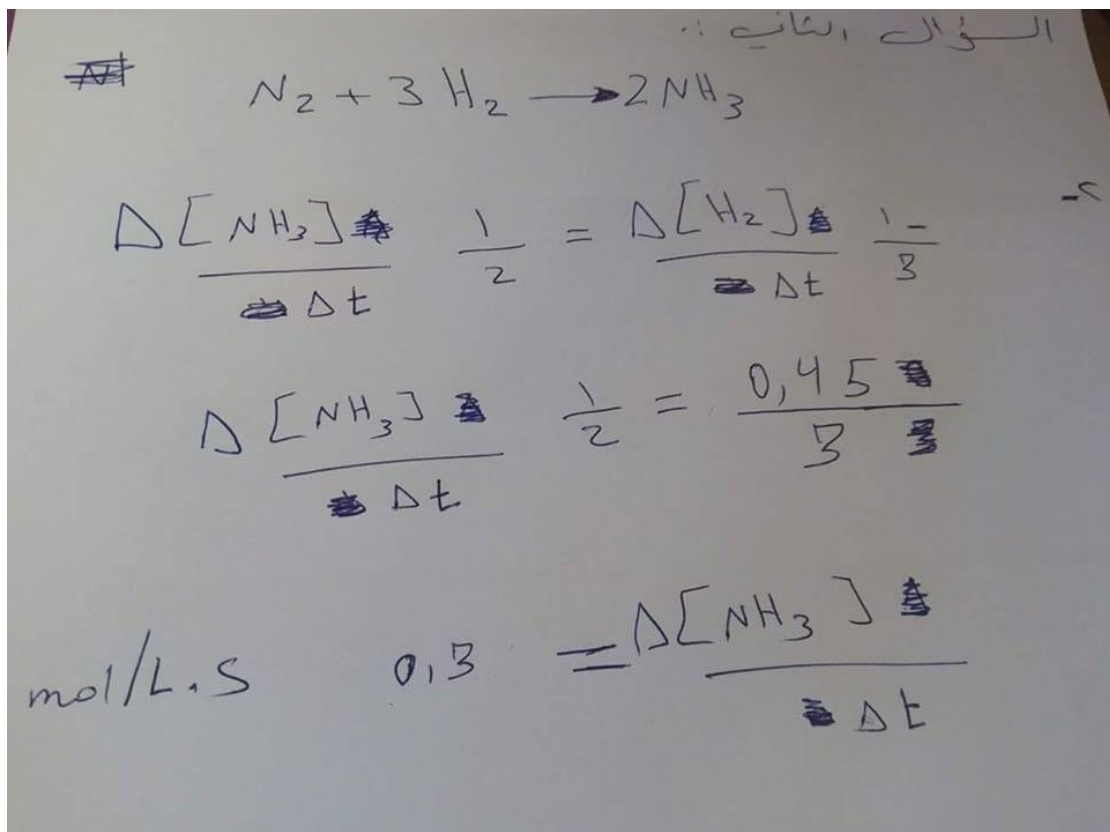 السؤال الثاني :.
N₂ + 3 H₂ → 2 NH₃
-2
Δ[NH₃] / Δt 1/2 = Δ[H₂] / Δt 1/3 -
Δ[NH₃] / Δt 1/2 = 0,45 / 3
mol/L.S 0,3 = Δ[NH₃] / Δt